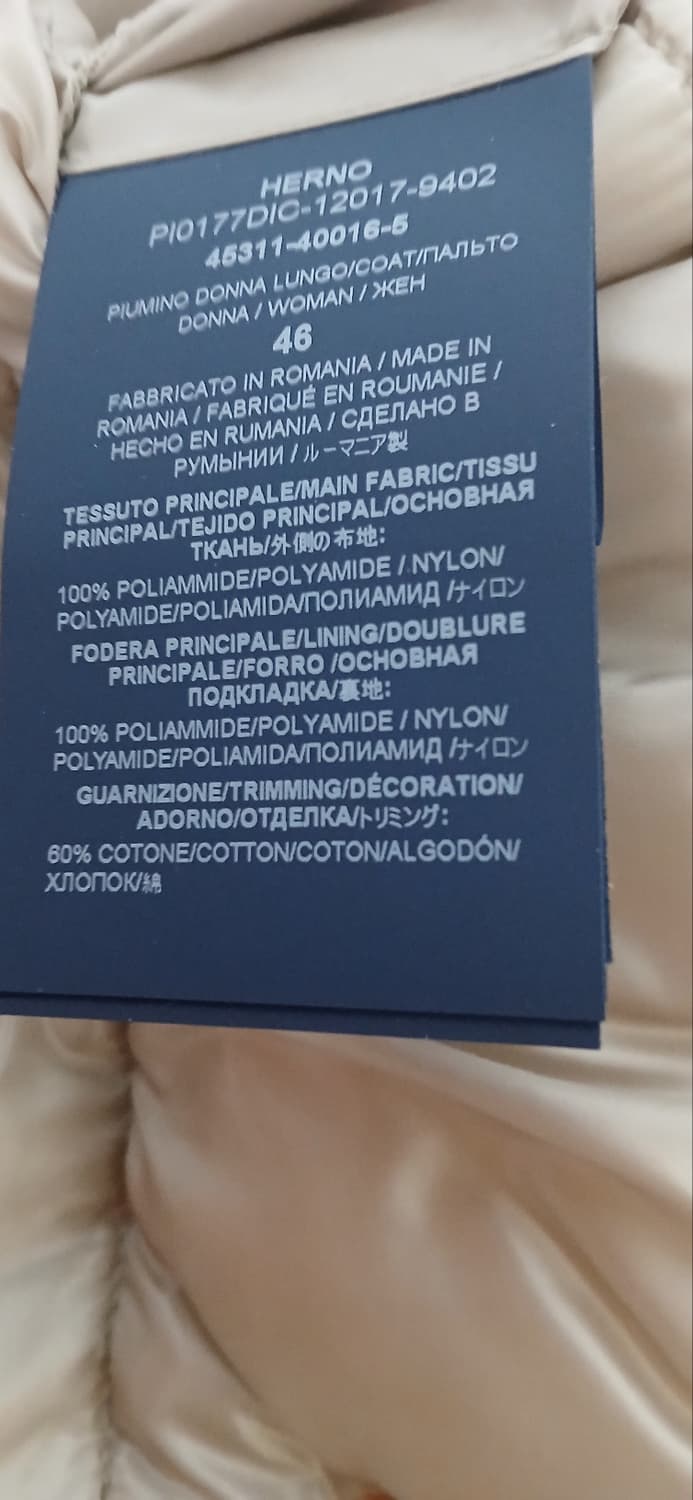 HERNO
PI0177DIC-12017-9402
45311-40016-5
PIUMINO DONNA LUNGO/COAT/ПАЛЬТО
DONNA / WOMAN / ЖЕН
46
FABBRICATO IN ROMANIA / MADE IN
ROMANIA / FABRIQUÉ EN ROUMANIE /
HECHO EN RUMANIA / СДЕЛАНО В
РУМЫНИИ / ルーマニア製
TESSUTO PRINCIPALE/MAIN FABRIC/TISSU
PRINCIPAL/TEJIDO PRINCIPAL/ОСНОВНАЯ
ТКАНЬ/外側の布地:
100% POLIAMMIDE/POLYAMIDE / NYLON/
POLYAMIDE/POLIAMIDA/ПОЛИАМИД /ナイロン
FODERA PRINCIPALE/LINING/DOUBLURE
PRINCIPALE/FORRO /ОСНОВНАЯ
ПОДКЛАДКА/裏地:
100% POLIAMMIDE/POLYAMIDE / NYLON/
POLYAMIDE/POLIAMIDA/ПОЛИАМИД /ナイロン
GUARNIZIONE/TRIMMING/DÉCORATION/
ADORNO/ОТДЕЛКА/トリミング:
60% COTONE/COTTON/COTON/ALGODÓN/
ХЛОПОК/綿